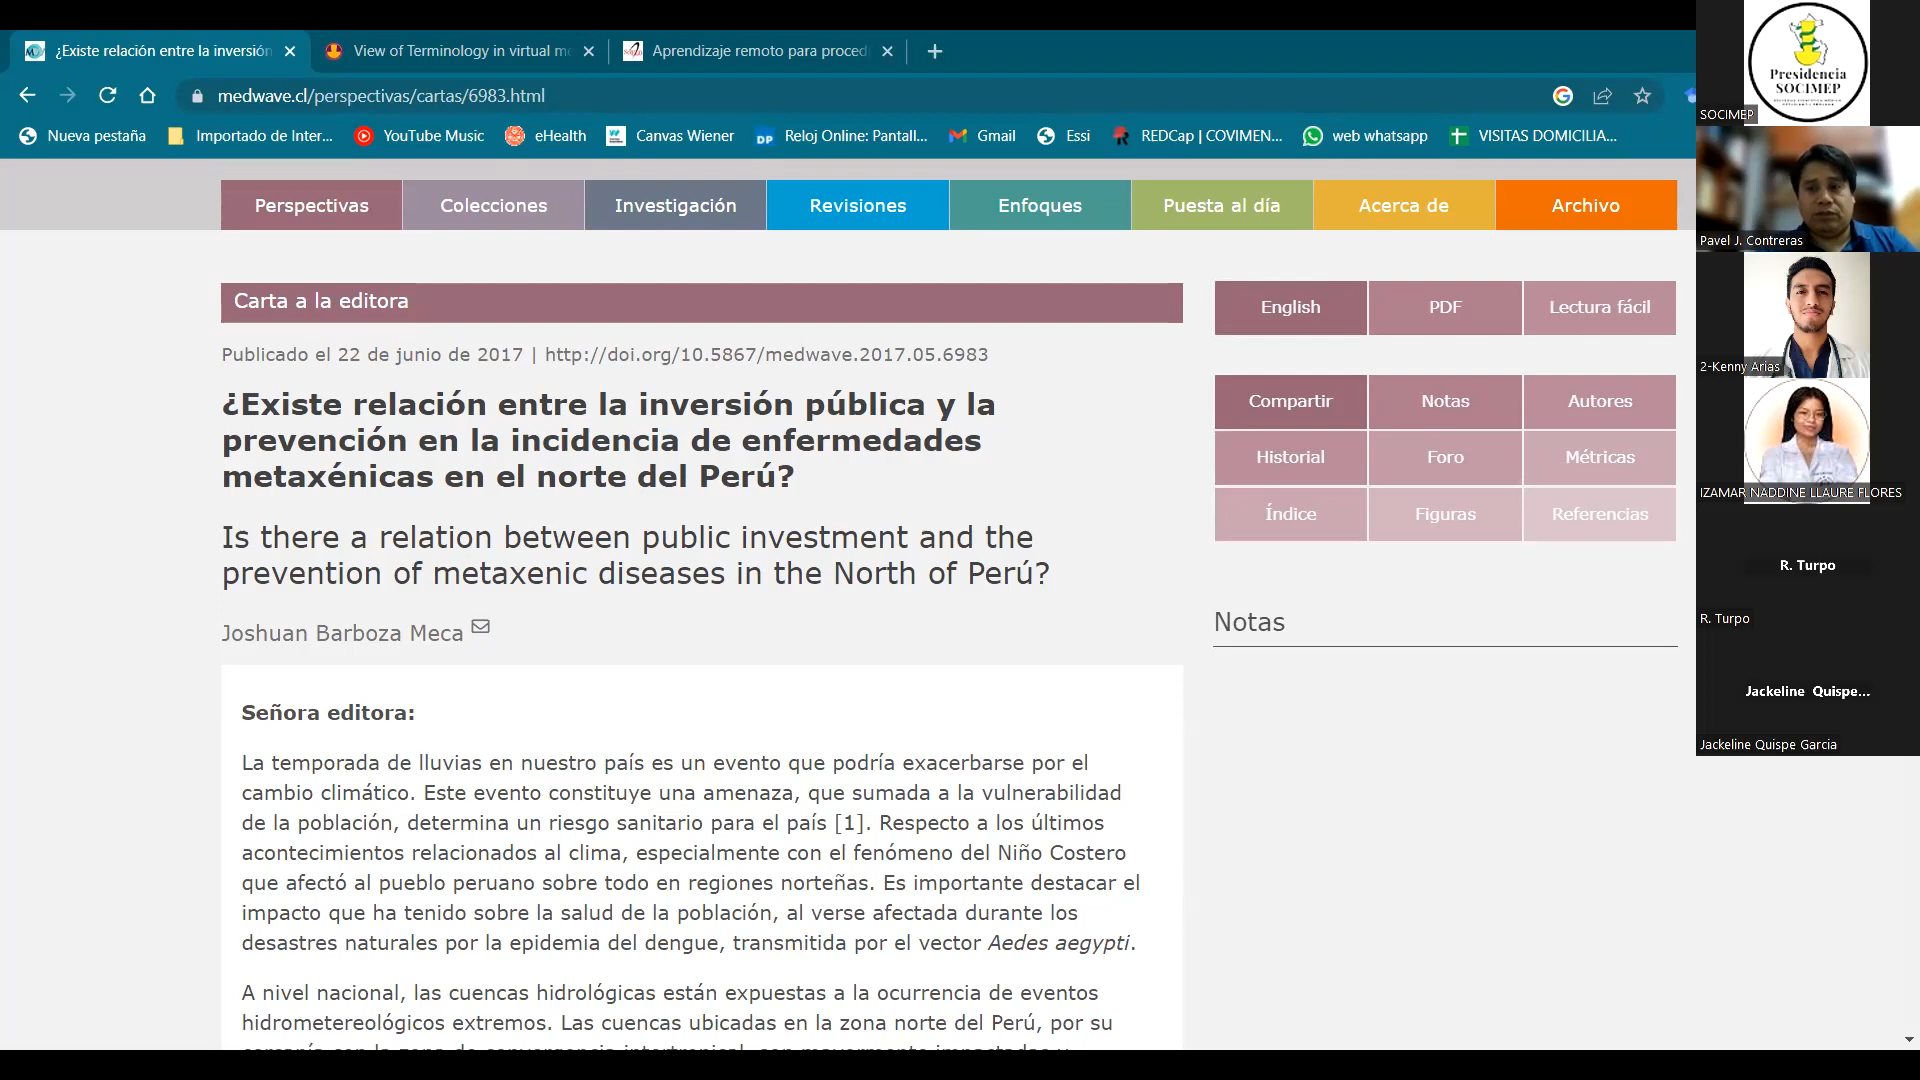 ¿Existe relación entre la inversión
View of Terminology in virtual me
Aprendizaje remoto para proced
medwave.cl/perspectivas/cartas/6983.html
Nueva pestaña
Importado de Inter...
YouTube Music
eHealth
Canvas Wiener
DP
Reloj Online: Pantall...
Gmail
Essi
REDCap | COVIMEN...
web whatsapp
VISITAS DOMICILIA...
Perspectivas
Colecciones
Investigación
Revisiones
Enfoques
Puesta al día
Acerca de
Archivo
Carta a la editora
Publicado el 22 de junio de 2017 | http://doi.org/10.5867/medwave.2017.05.6983
¿Existe relación entre la inversión pública y la
prevención en la incidencia de enfermedades
metaxénicas en el norte del Perú?
Is there a relation between public investment and the
prevention of metaxenic diseases in the North of Perú?
Joshuan Barboza Meca
Señora editora:
La temporada de lluvias en nuestro país es un evento que podría exacerbarse por el
cambio climático. Este evento constituye una amenaza, que sumada a la vulnerabilidad
de la población, determina un riesgo sanitario para el país [1]. Respecto a los últimos
acontecimientos relacionados al clima, especialmente con el fenómeno del Niño Costero
que afectó al pueblo peruano sobre todo en regiones norteñas. Es importante destacar el
impacto que ha tenido sobre la salud de la población, al verse afectada durante los
desastres naturales por la epidemia del dengue, transmitida por el vector Aedes aegypti.
A nivel nacional, las cuencas hidrológicas están expuestas a la ocurrencia de eventos
hidrometereológicos extremos. Las cuencas ubicadas en la zona norte del Perú, por su
English
PDF
Lectura fácil
Compartir
Notas
Autores
Historial
Foro
Métricas
Índice
Figuras
Referencias
Notas
Presidencia
SOCIMEP
SOCIMEP
Pavel J. Contreras
2-Kenny Arias
IZAMAR NADDINE LLAURE FLORES
R. Turpo
R. Turpo
Jackeline Quispe...
Jackeline Quispe Garcia